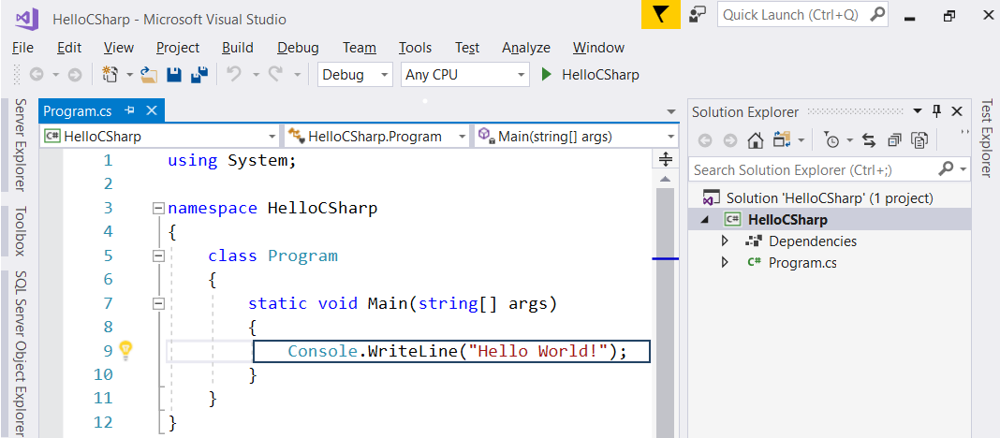 HelloCSharp - Microsoft Visual Studio
Quick Launch (Ctrl+Q)
File Edit View Project Build Debug Team Tools Test Analyze Window
Debug Any CPU HelloCSharp
Server Explorer
Toolbox
SQL Server Object Explorer
Program.cs
C# HelloCSharp HelloCSharp.Program Main(string[] args)
1 using System;
2
3 namespace HelloCSharp
4 {
5 class Program
6 {
7 static void Main(string[] args)
8 {
9 Console.WriteLine("Hello World!");
10 }
11 }
12 }
Solution Explorer
Search Solution Explorer (Ctrl+;)
Solution 'HelloCSharp' (1 project)
C# HelloCSharp
Dependencies
C# Program.cs
Test Explorer